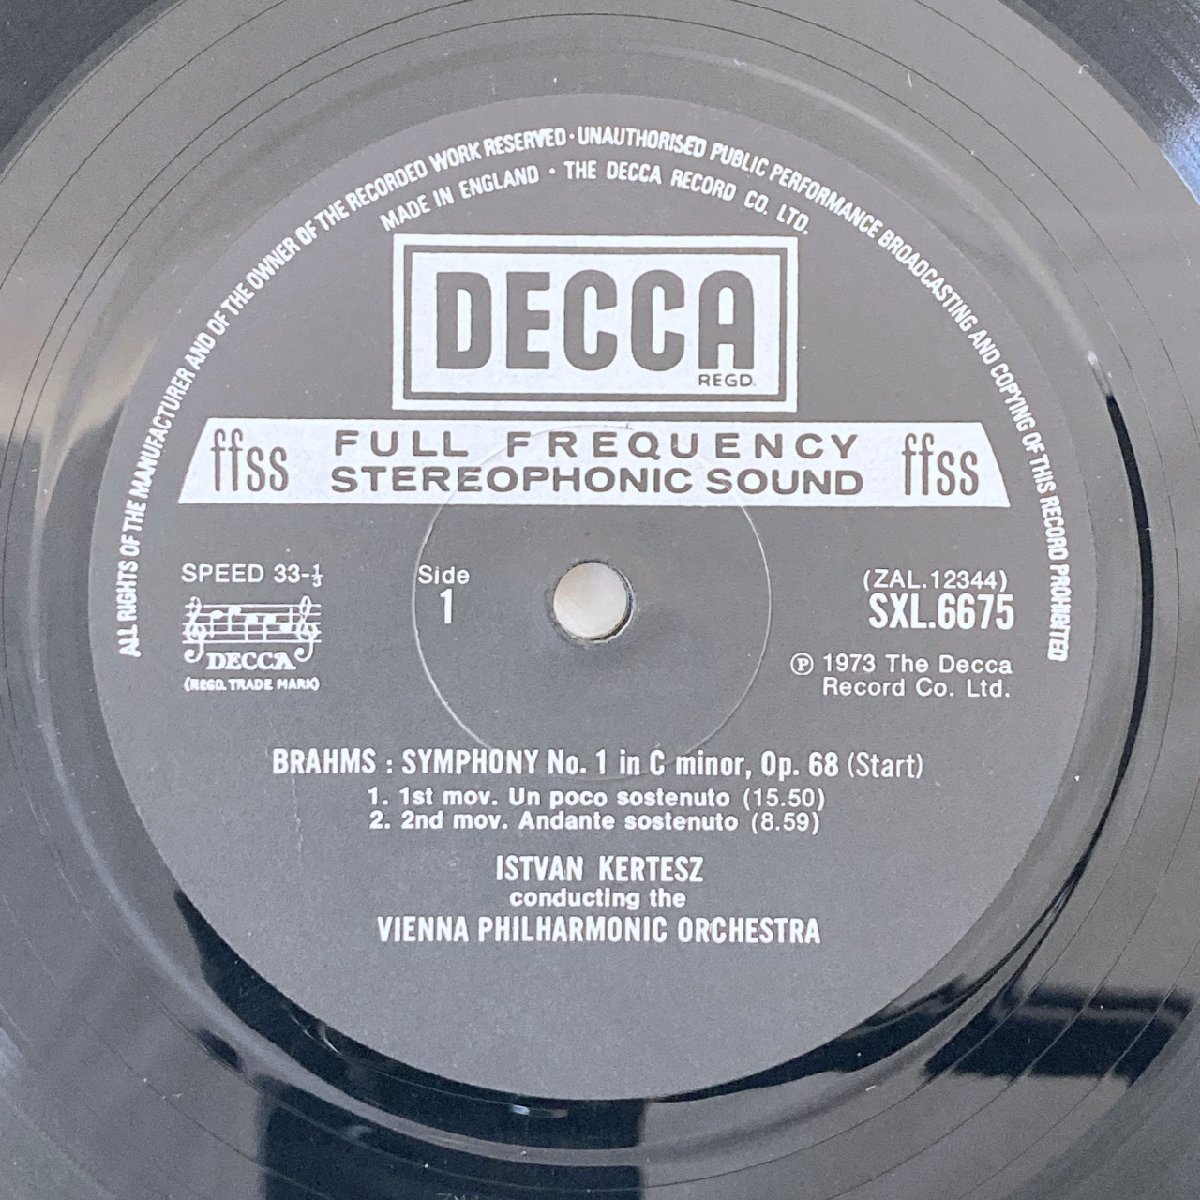 ALL RIGHTS OF THE MANUFACTURER AND OF THE OWNER OF THE RECORDED WORK RESERVED · UNAUTHORISED PUBLIC PERFORMANCE BROADCASTING AND COPYING OF THIS RECORD PROHIBITED
MADE IN ENGLAND · THE DECCA RECORD CO. LTD.
DECCA
REGD.
ffss FULL FREQUENCY ffss
STEREOPHONIC SOUND
SPEED 33-⅓
DECCA
(REGD. TRADE MARK)
Side
1
(ZAL.12344)
SXL.6675
℗ 1973 The Decca
Record Co. Ltd.
BRAHMS : SYMPHONY No. 1 in C minor, Op. 68 (Start)
1. 1st mov. Un poco sostenuto (15.50)
2. 2nd mov. Andante sostenuto (8.59)
ISTVAN KERTESZ
conducting the
VIENNA PHILHARMONIC ORCHESTRA